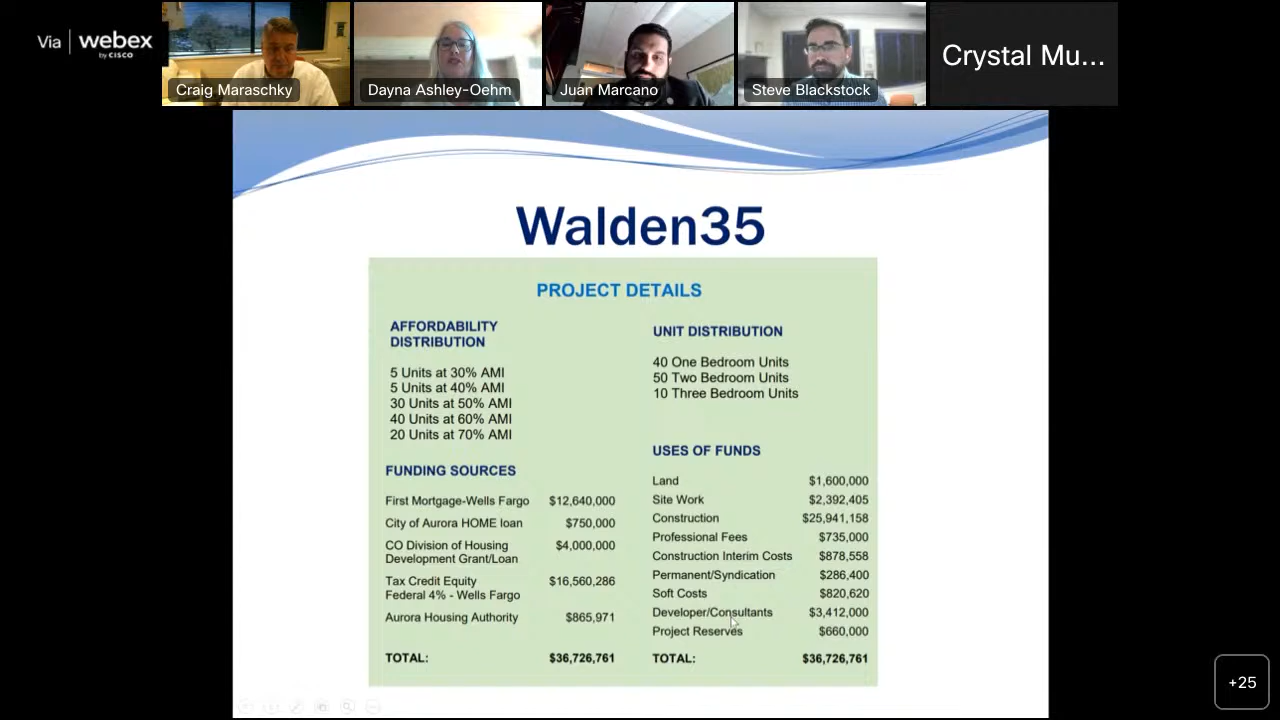 Via | webex
by CISCO
Craig Maraschky
Dayna Ashley-Oehm
Juan Marcano
Steve Blackstock
Crystal Mu...
Walden35
PROJECT DETAILS
AFFORDABILITY
DISTRIBUTION
5 Units at 30% AMI
5 Units at 40% AMI
30 Units at 50% AMI
40 Units at 60% AMI
20 Units at 70% AMI
UNIT DISTRIBUTION
40 One Bedroom Units
50 Two Bedroom Units
10 Three Bedroom Units
FUNDING SOURCES
First Mortgage-Wells Fargo $12,640,000
City of Aurora HOME loan $750,000
CO Division of Housing $4,000,000
Development Grant/Loan
Tax Credit Equity $16,560,286
Federal 4% - Wells Fargo
Aurora Housing Authority $865,971
TOTAL: $36,726,761
USES OF FUNDS
Land $1,600,000
Site Work $2,392,405
Construction $25,941,158
Professional Fees $735,000
Construction Interim Costs $878,558
Permanent/Syndication $286,400
Soft Costs $820,620
Developer/Consultants $3,412,000
Project Reserves $660,000
TOTAL: $36,726,761
+25